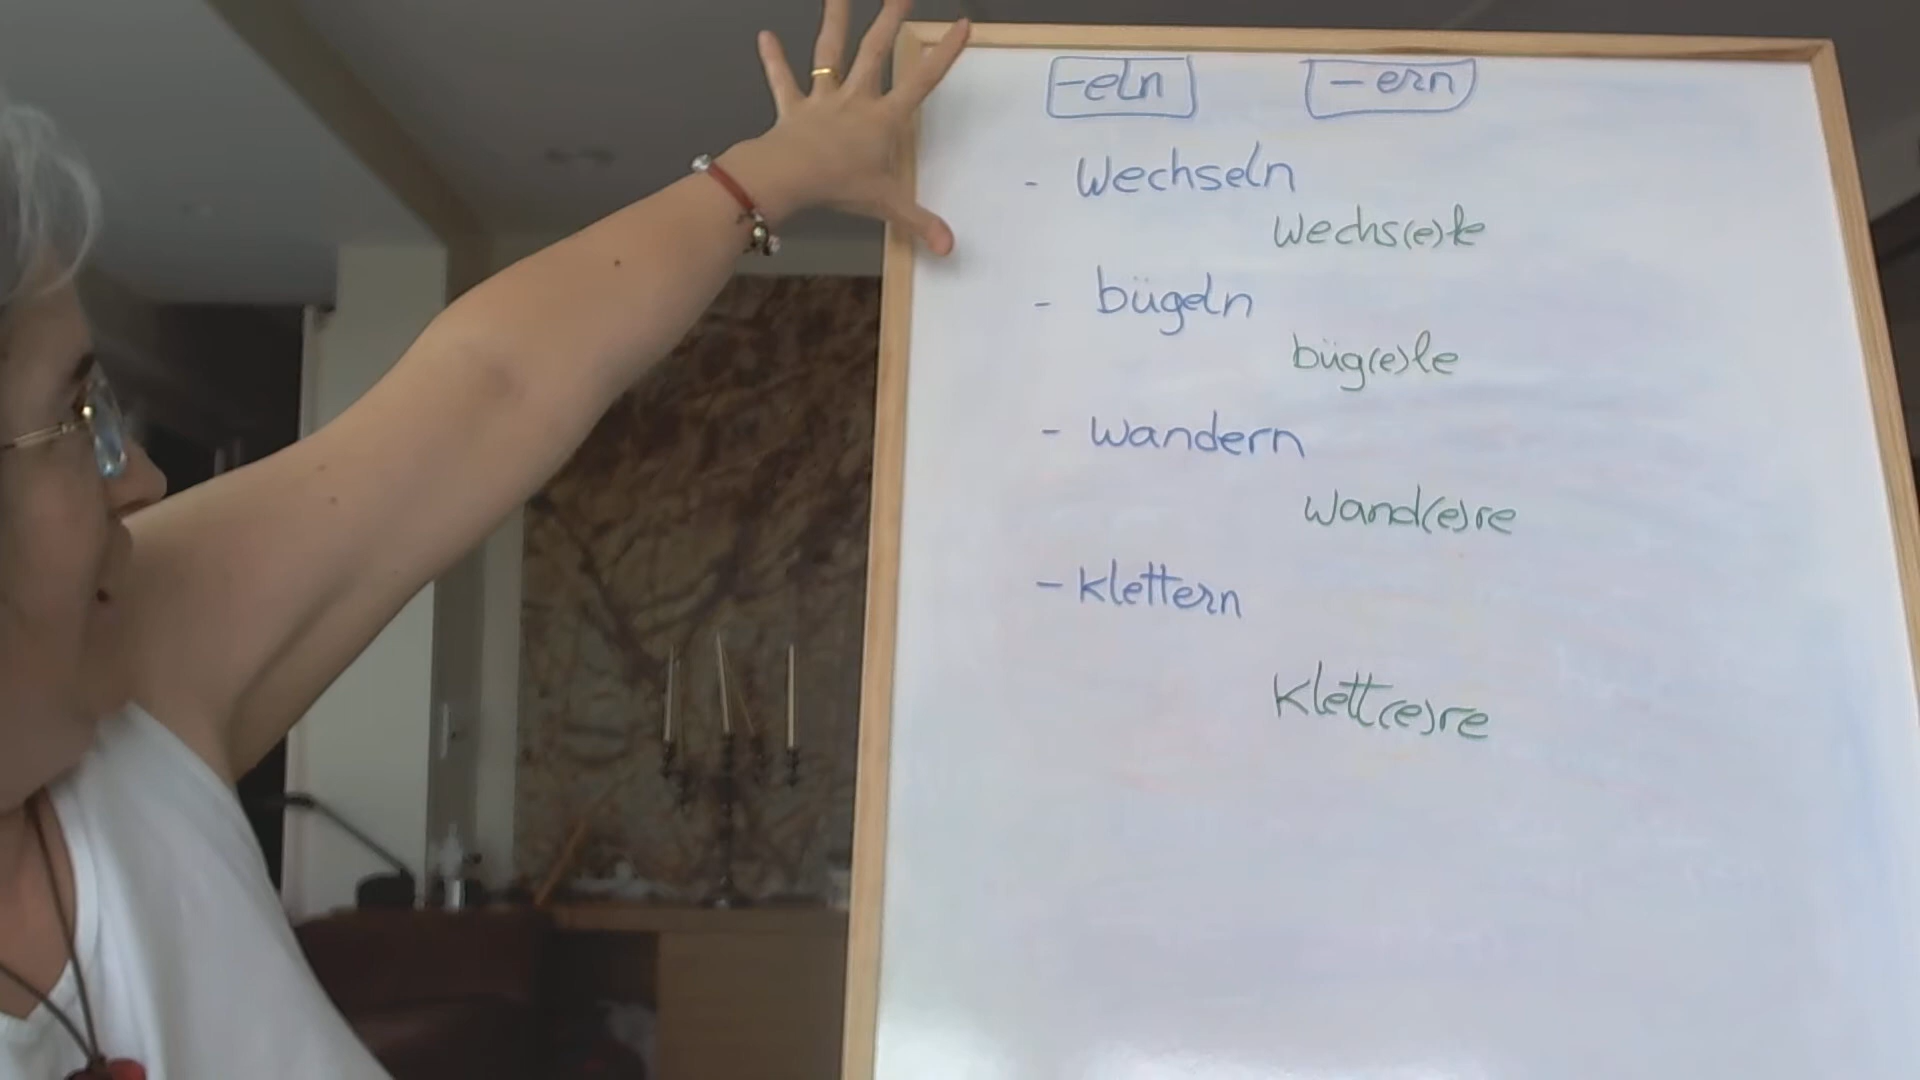 -eln - ern
- Wechseln
Wechs(e)le
- bügeln
büg(e)le
- Wandern
Wand(e)re
- Klettern
Klett(e)re